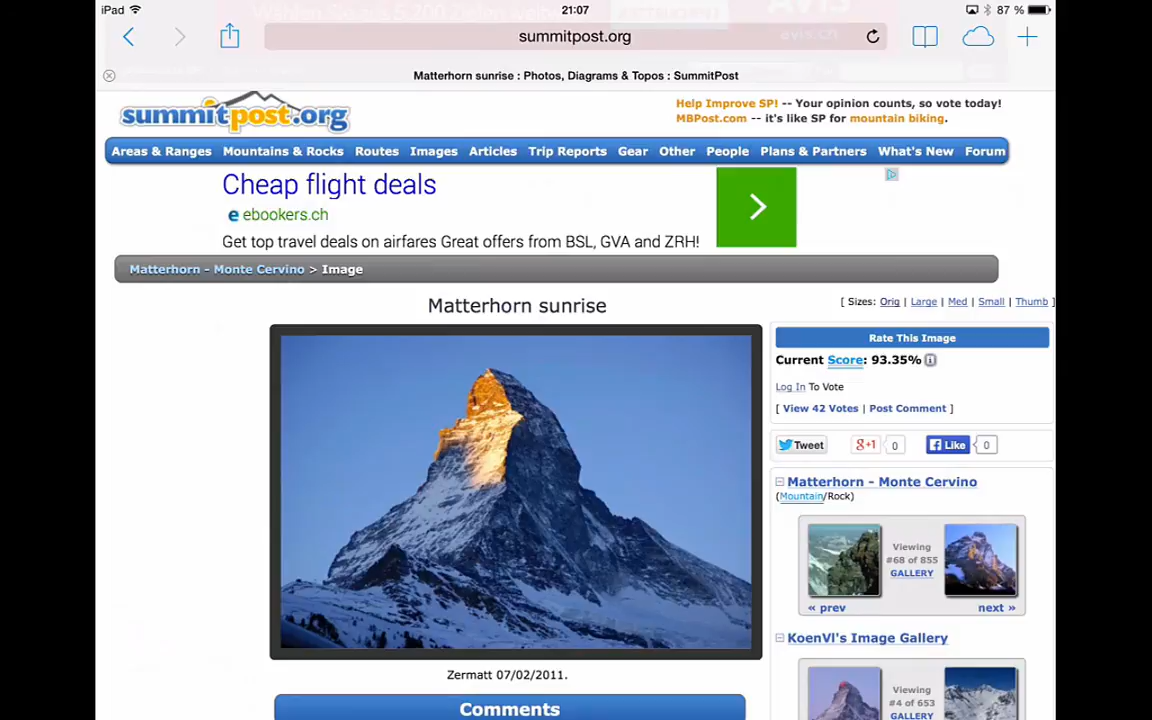 iPad 21:07 87 %
summitpost.org
Matterhorn sunrise : Photos, Diagrams & Topos : SummitPost
summitpost.org
Help Improve SP! -- Your opinion counts, so vote today!
MBPost.com -- it's like SP for mountain biking.
Areas & Ranges Mountains & Rocks Routes Images Articles Trip Reports Gear Other People Plans & Partners What's New Forum
Cheap flight deals
ebookers.ch
Get top travel deals on airfares Great offers from BSL, GVA and ZRH!
Matterhorn - Monte Cervino > Image
Matterhorn sunrise
[ Sizes: Orig | Large | Med | Small | Thumb ]
Rate This Image
Current Score: 93.35%
Log In To Vote
[ View 42 Votes | Post Comment ]
Tweet g+1 0 Like 0
Matterhorn - Monte Cervino
(Mountain/Rock)
Viewing
#68 of 855
GALLERY
« prev next »
KoenVl's Image Gallery
Viewing
#4 of 653
GALLERY
Zermatt 07/02/2011.
Comments